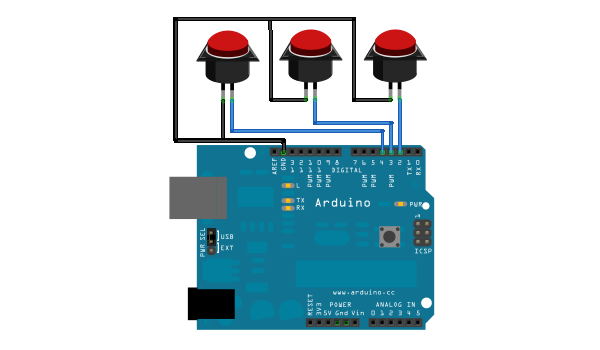 AREF
GND
13
12
11
10
9
8
7
6
5
4
3
2
1
0
TX
RX
PWM
PWM
PWM
PWM
PWM
PWM
DIGITAL
L
TX
RX
Arduino
PWR
PWR SEL
USB
EXT
1
ICSP
www.arduino.cc
POWER
ANALOG IN
RESET
3V3
5V Gnd Vin
0 1 2 3 4 5